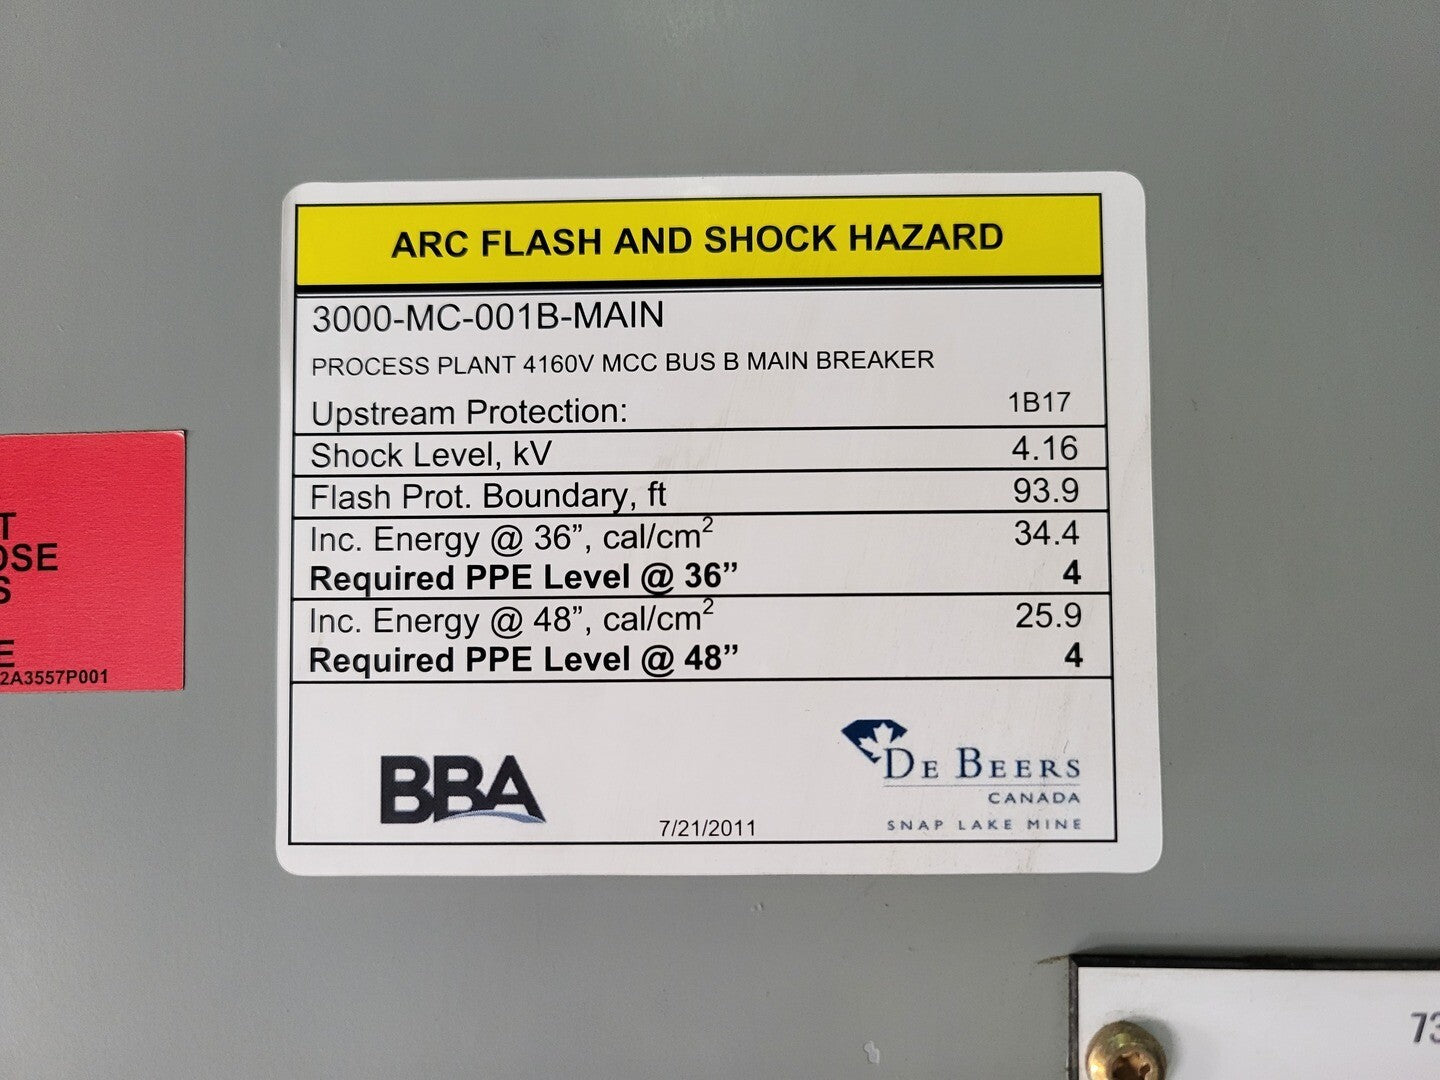 ARC FLASH AND SHOCK HAZARD
3000-MC-001B-MAIN
PROCESS PLANT 4160V MCC BUS B MAIN BREAKER
Upstream Protection: 1B17
Shock Level, kV 4.16
Flash Prot. Boundary, ft 93.9
Inc. Energy @ 36”, cal/cm² 34.4
Required PPE Level @ 36” 4
Inc. Energy @ 48”, cal/cm² 25.9
Required PPE Level @ 48” 4
BBA
7/21/2011
DE BEERS
CANADA
SNAP LAKE MINE
T
OSE
S
E
2A3557P001
73